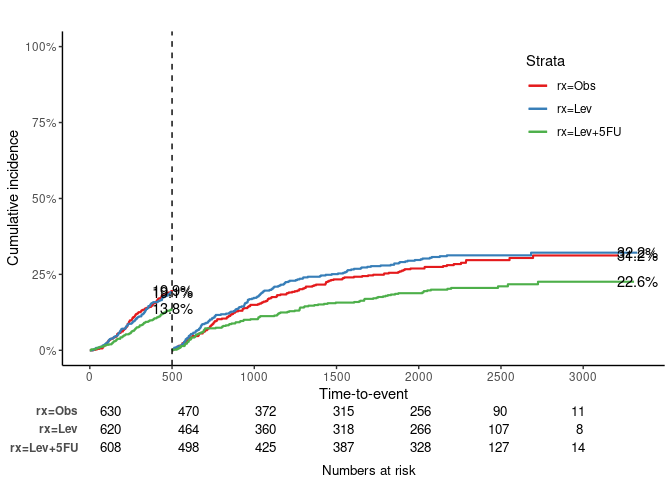 Cumulative incidence
100%
75%
50%
25%
0%
Strata
rx=Obs
rx=Lev
rx=Lev+5FU
13.8%
22.6%
0 500 1000 1500 2000 2500 3000
Time-to-event
rx=Obs 630 470 372 315 256 90 11
rx=Lev 620 464 360 318 266 107 8
rx=Lev+5FU 608 498 425 387 328 127 14
Numbers at risk